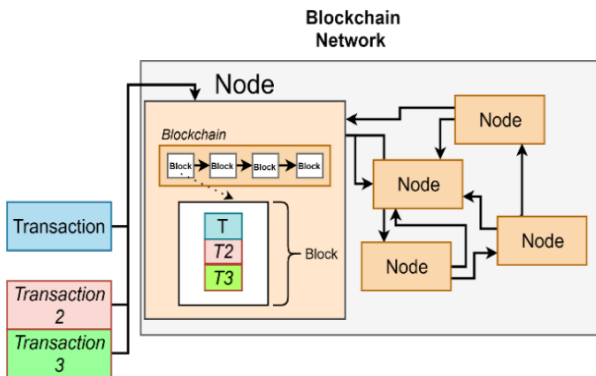 Blockchain
Network
Node
Blockchain
Block
Block
Block
Block
T
T2
T3
Block
Transaction
Transaction
2
Transaction
3
Node
Node
Node
Node